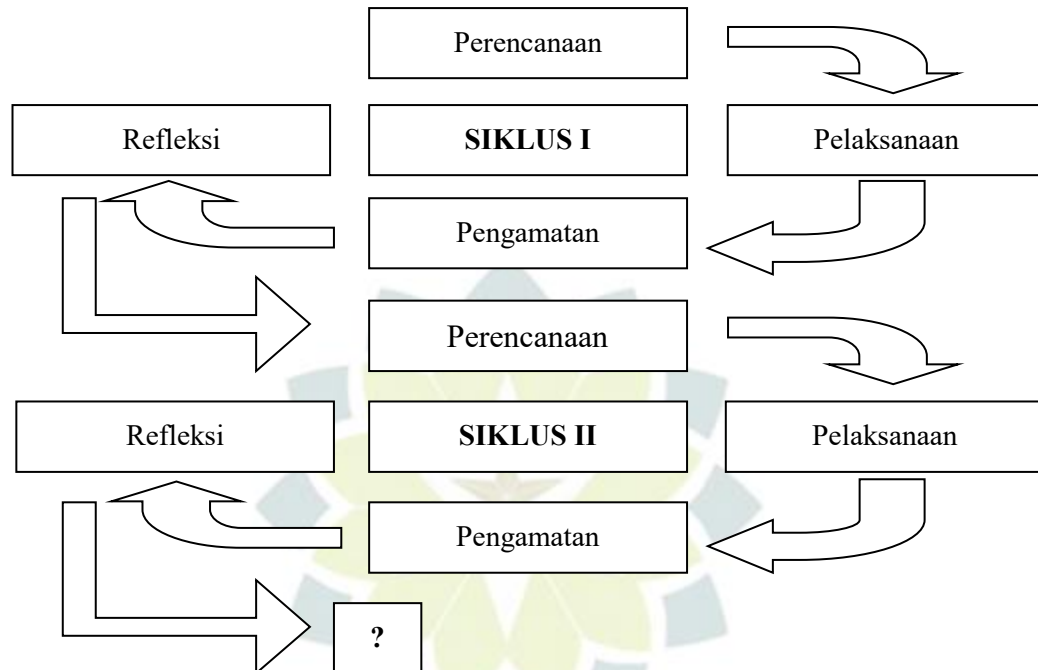 Perencanaan
Refleksi
SIKLUS I
Pelaksanaan
Pengamatan
Perencanaan
Refleksi
SIKLUS II
Pelaksanaan
Pengamatan
?